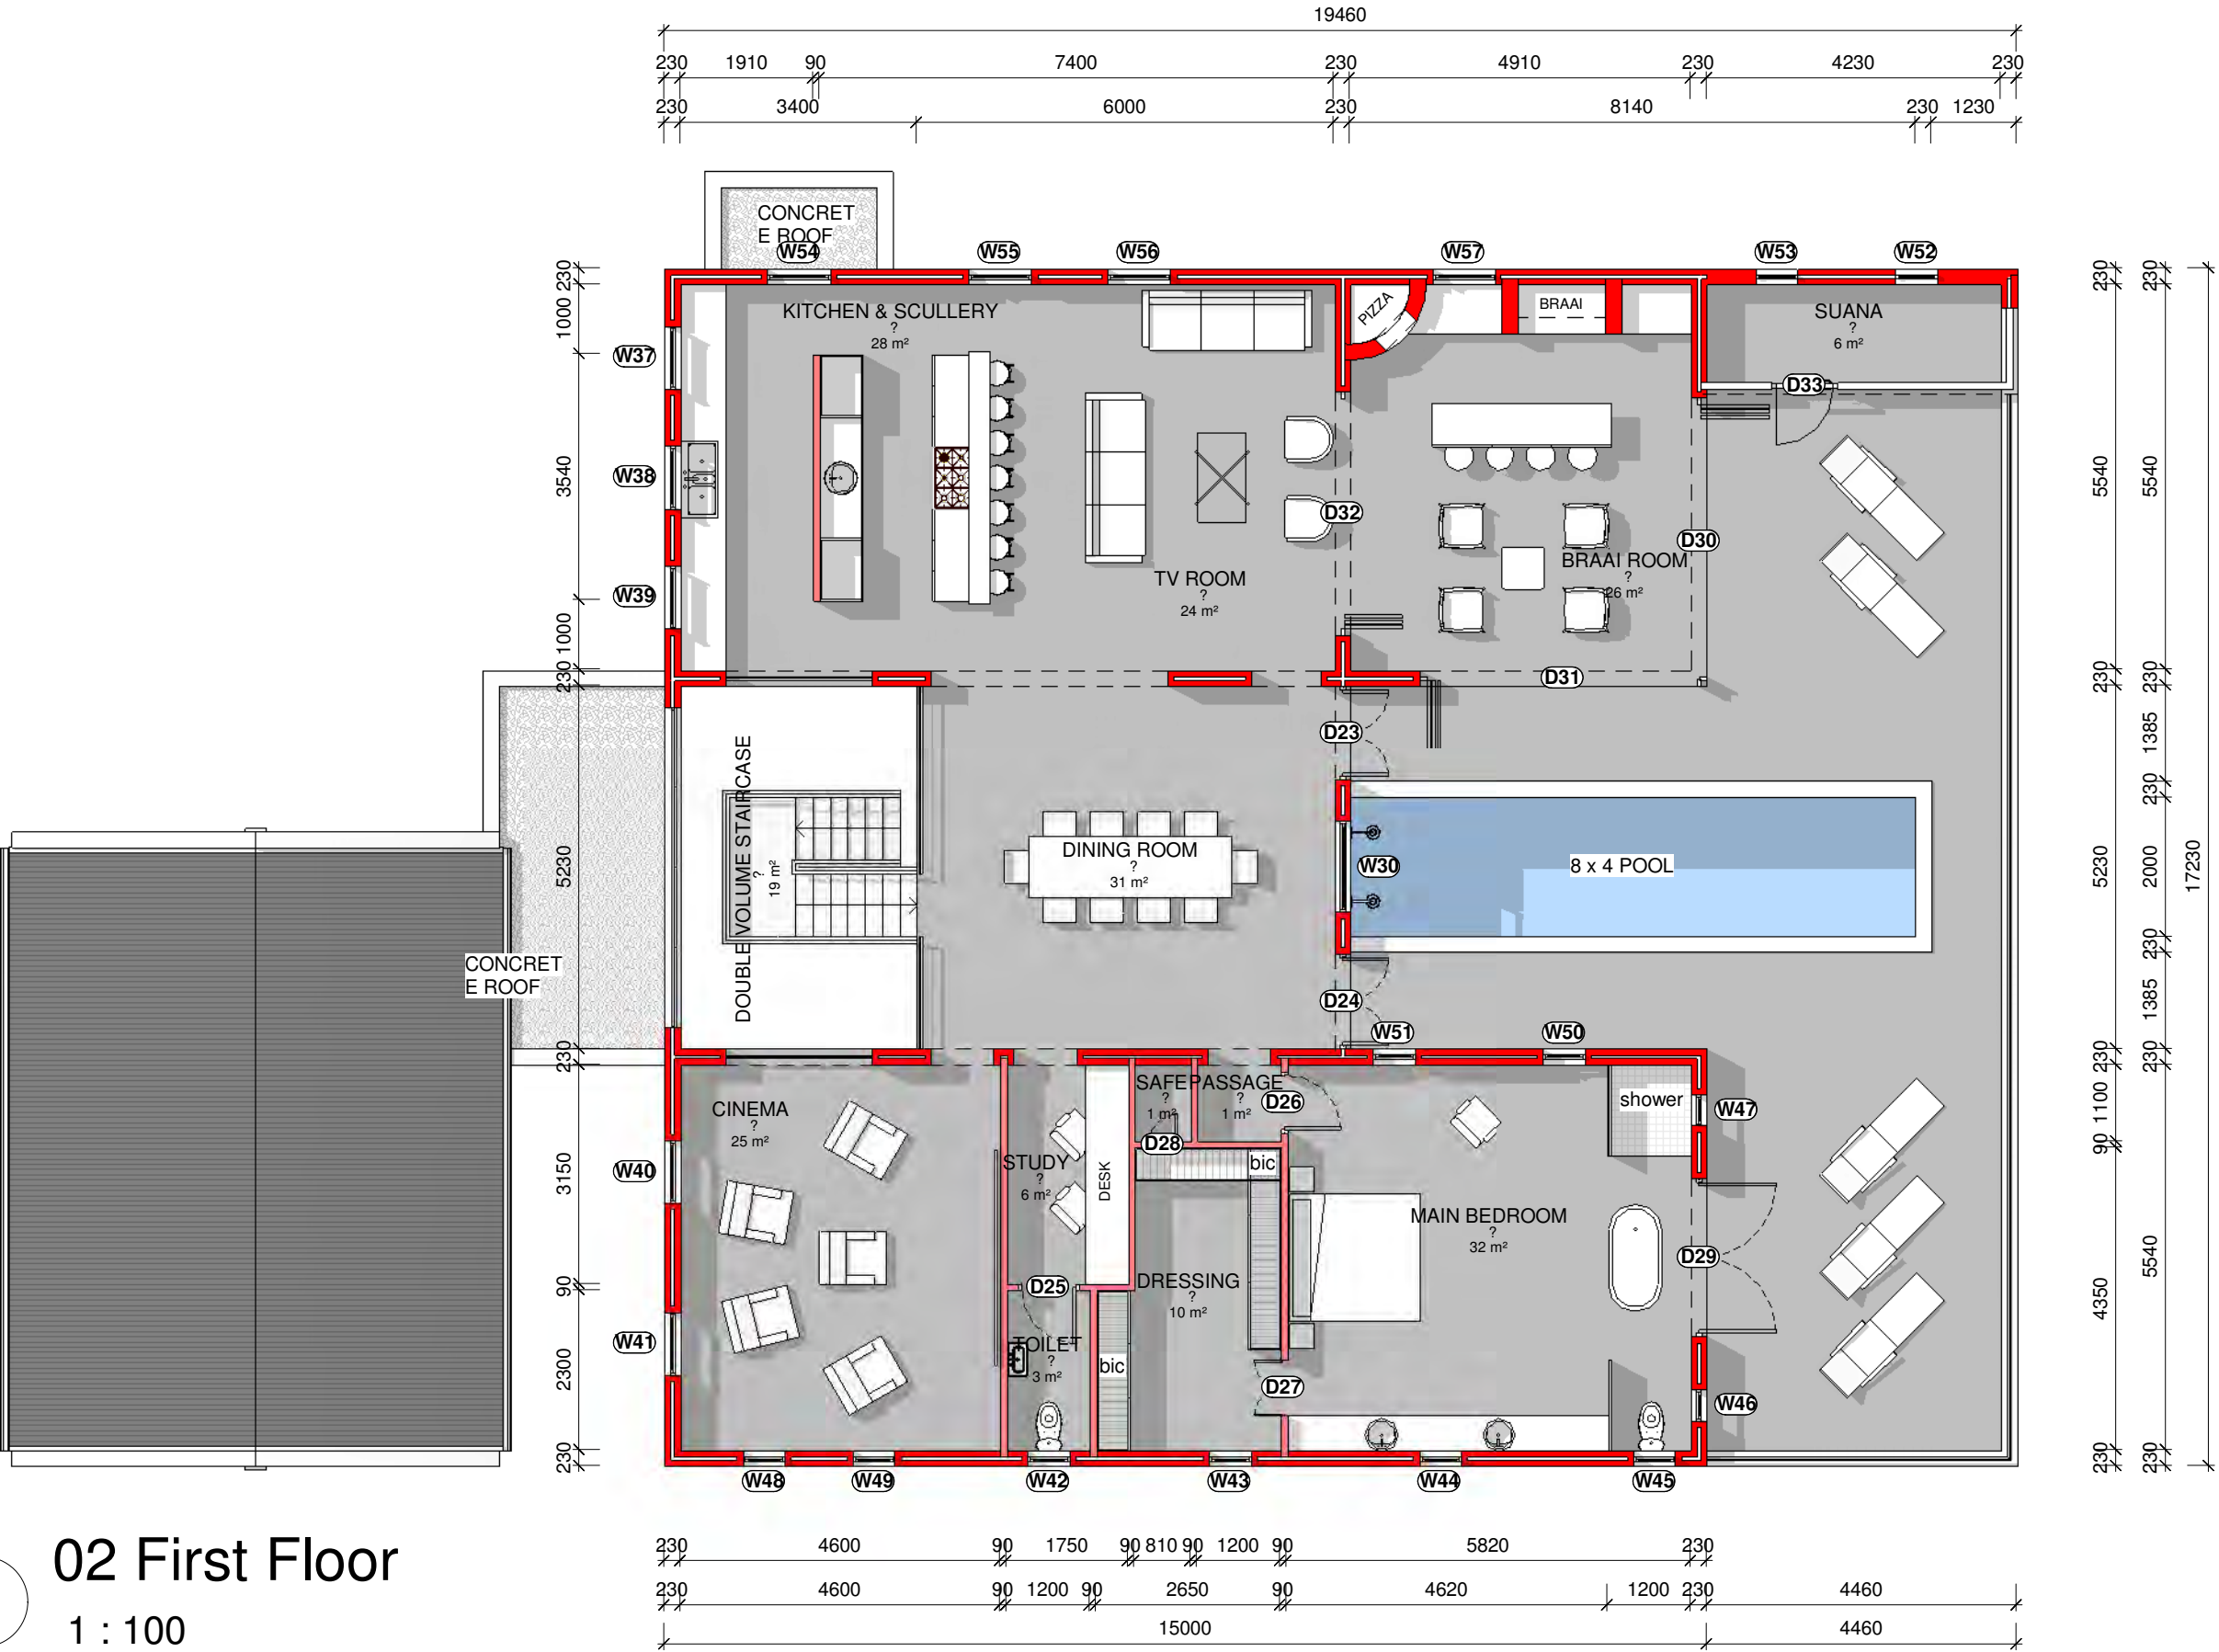 19460
230 1910 90 7400 230 4910 230 4230 230
230 3400 6000 230 8140 230 1230
CONCRET
E ROOF
W54 W55 W56 W57 W53 W52
KITCHEN & SCULLERY
?
28 m²
PIZZA
BRAAI
SUANA
?
6 m²
D33
W37
W38
W39
D32
D30
TV ROOM
?
24 m²
BRAAI ROOM
?
26 m²
D31
D23
DOUBLE VOLUME STAIRCASE
?
19 m²
DINING ROOM
?
31 m²
W30
8 x 4 POOL
CONCRET
E ROOF
D24
W51
W50
CINEMA
?
25 m²
SAFE
?
1 m²
PASSAGE
?
1 m²
D26
shower
W47
D28
bic
W40
STUDY
?
6 m²
DESK
MAIN BEDROOM
?
32 m²
D29
D25
DRESSING
?
10 m²
W41
TOILET
?
3 m²
bic
D27
W46
W48 W49 W42 W43 W44 W45
230 1000 3540 1000 230 5230 230 3150 90 2300 230
230 5540 230 5230 230 1100 90 4350 230
230 5540 230 1385 230 2000 230 1385 230 5540 230
17230
230 4600 90 1750 90 810 90 1200 90 5820 230
230 4600 90 1200 90 2650 90 4620 1200 230 4460
15000 4460
02 First Floor
1 : 100